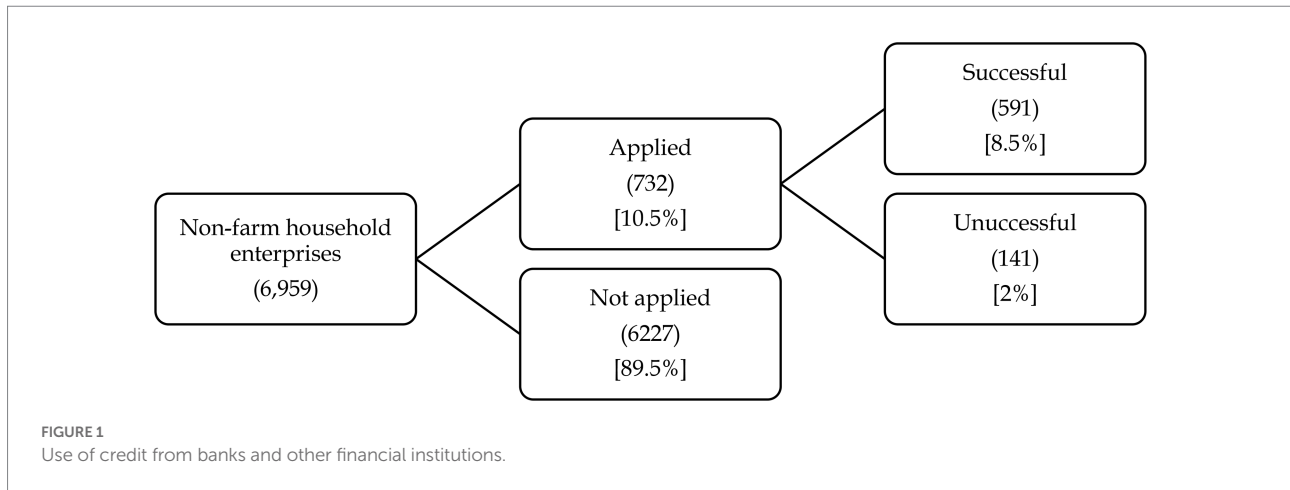 Non-farm household
enterprises
(6,959)
Applied
(732)
[10.5%]
Not applied
(6227)
[89.5%]
Successful
(591)
[8.5%]
Unuccessful
(141)
[2%]
FIGURE 1
Use of credit from banks and other financial institutions.